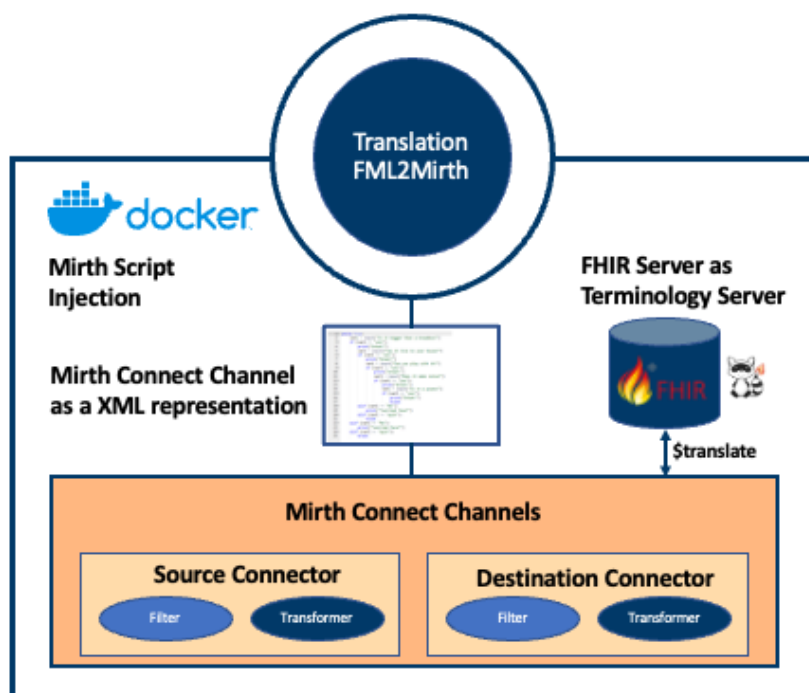 Translation
FML2Mirth
docker
Mirth Script
Injection
FHIR Server as
Terminology Server
Mirth Connect Channel
as a XML representation
FHIR
$translate
Mirth Connect Channels
Source Connector
Filter
Transformer
Destination Connector
Filter
Transformer